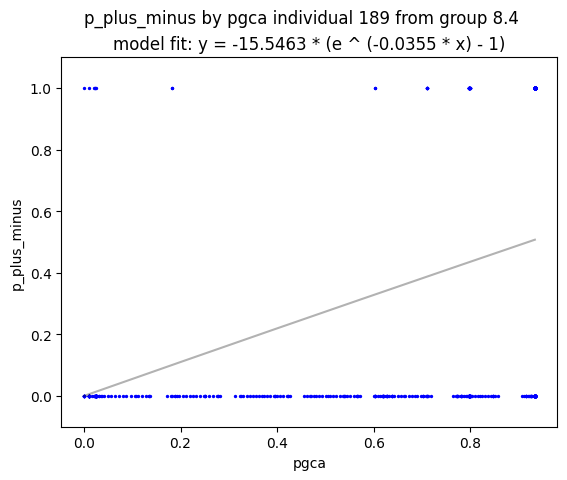 p_plus_minus by pgca individual 189 from group 8.4
model fit: y = -15.5463 * (e ^ (-0.0355 * x) - 1)
1.0
0.8
0.6
0.4
0.2
0.0
p_plus_minus
0.0 0.2 0.4 0.6 0.8
pgca